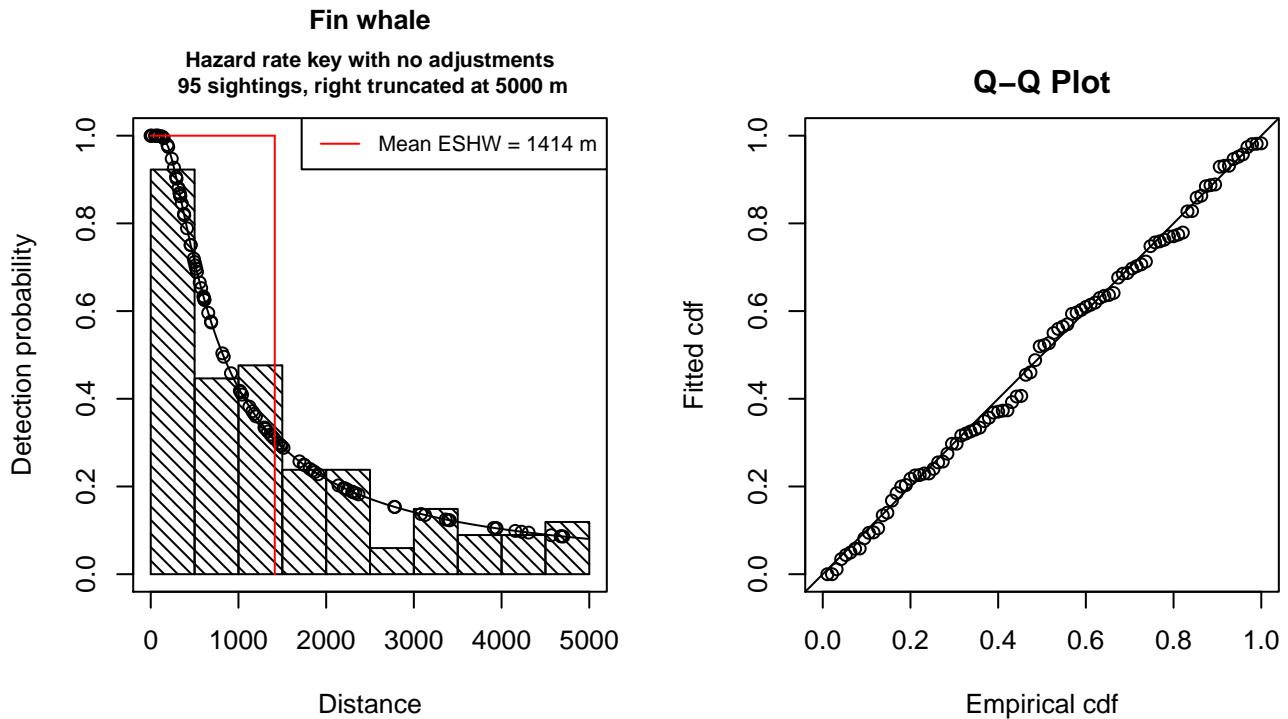 Fin whale
Hazard rate key with no adjustments
95 sightings, right truncated at 5000 m
Mean ESHW = 1414 m
Detection probability
0.0 0.2 0.4 0.6 0.8 1.0
0 1000 2000 3000 4000 5000
Distance
Q−Q Plot
Fitted cdf
0.0 0.2 0.4 0.6 0.8 1.0
0.0 0.2 0.4 0.6 0.8 1.0
Empirical cdf